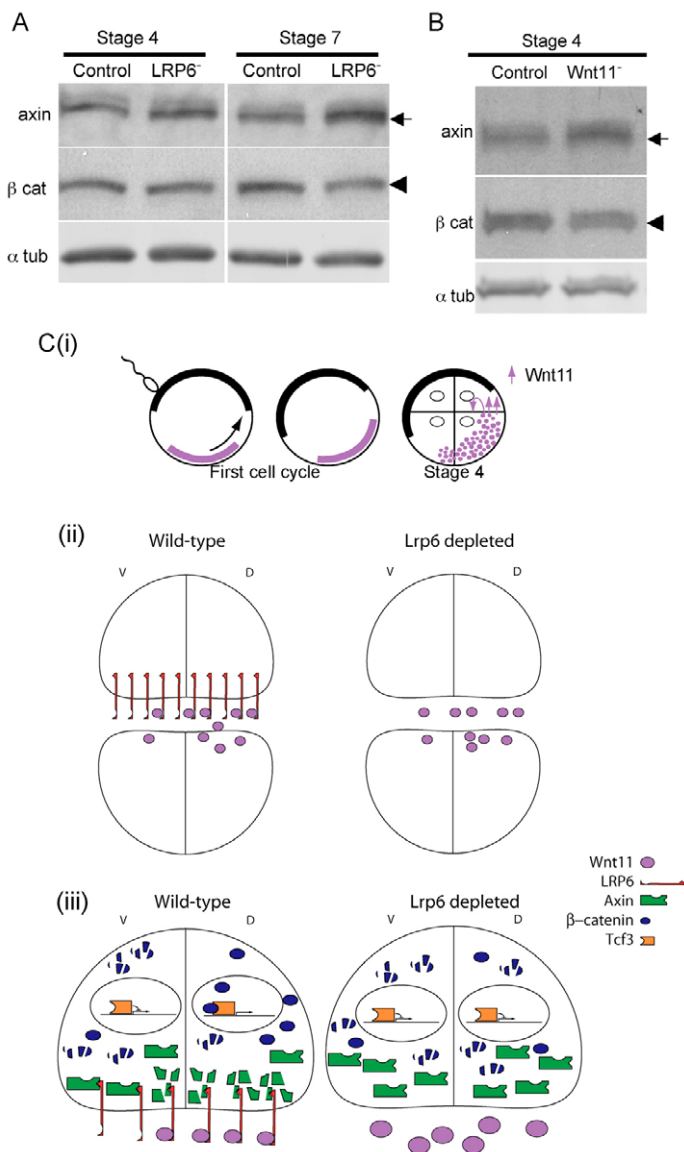 A
Stage 4
Stage 7
Control
LRP6⁻
Control
LRP6⁻
axin
β cat
α tub
B
Stage 4
Control
Wnt11⁻
axin
β cat
α tub
C(i)
Wnt11
First cell cycle
Stage 4
(ii)
Wild-type
Lrp6 depleted
V
D
V
D
Wnt11
LRP6
Axin
β−catenin
Tcf3
(iii)
Wild-type
Lrp6 depleted
V
D
V
D